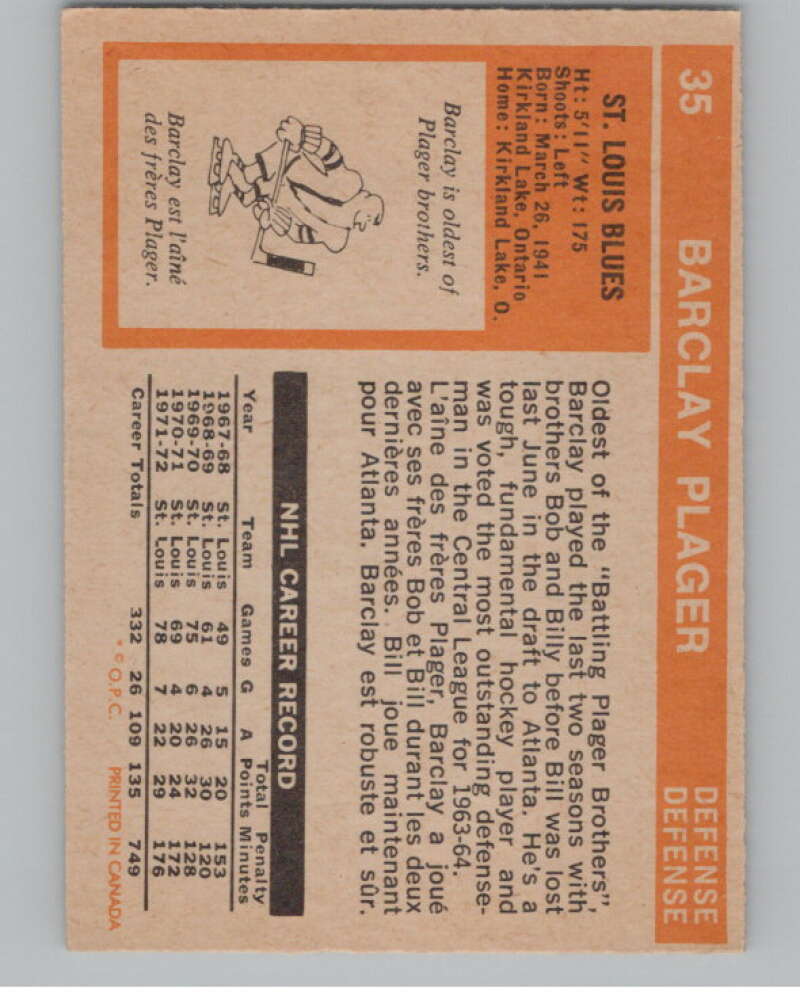 35 BARCLAY PLAGER DEFENSE
DEFENSE
ST. LOUIS BLUES
Ht: 5'11" Wt: 175
Shoots: Left
Born: March 26, 1941
Kirkland Lake, Ontario
Home: Kirkland Lake, O.
Barclay is oldest of
Plager brothers.
Barclay est l'aîné
des frères Plager.
Oldest of the "Battling Plager Brothers",
Barclay played the last two seasons with
brothers Bob and Billy before Bill was lost
last June in the draft to Atlanta. He's a
tough, fundamental hockey player and
was voted the most outstanding defense-
man in the Central League for 1963-64.
L'aîne des frères Plager, Barclay a joué
avec ses frères Bob et Bill durant les deux
dernières années. Bill joue maintenant
pour Atlanta. Barclay est robuste et sûr.
NHL CAREER RECORD
Total Penalty
Year Team Games G A Points Minutes
1967-68 St. Louis 49 5 15 20 153
1968-69 St. Louis 61 4 26 30 120
1969-70 St. Louis 75 6 26 32 128
1970-71 St. Louis 69 4 20 24 172
1971-72 St. Louis 78 7 22 29 176
Career Totals 332 26 109 135 749
* © O.P.C. PRINTED IN CANADA